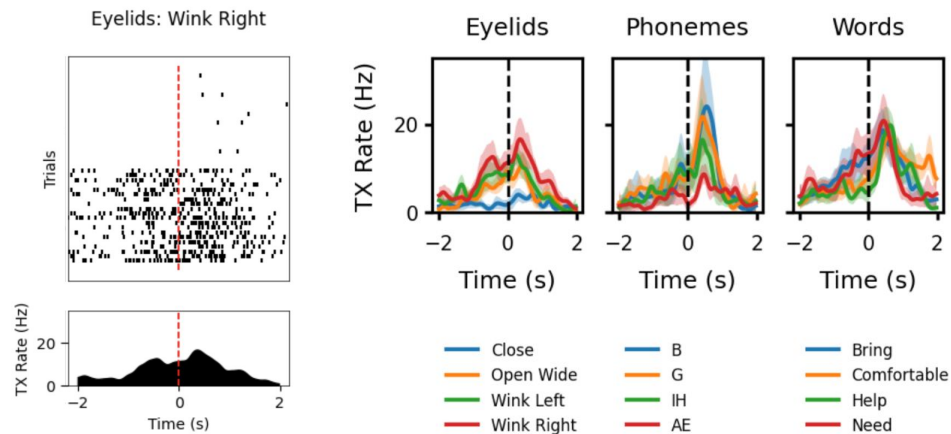 Eyelids: Wink Right
Trials
TX Rate (Hz)
20
0
−2 0 2
Time (s)
Eyelids Phonemes Words
TX Rate (Hz)
20
0
−2 0 2 −2 0 2 −2 0 2
Time (s) Time (s) Time (s)
Close B Bring
Open Wide G Comfortable
Wink Left IH Help
Wink Right AE Need